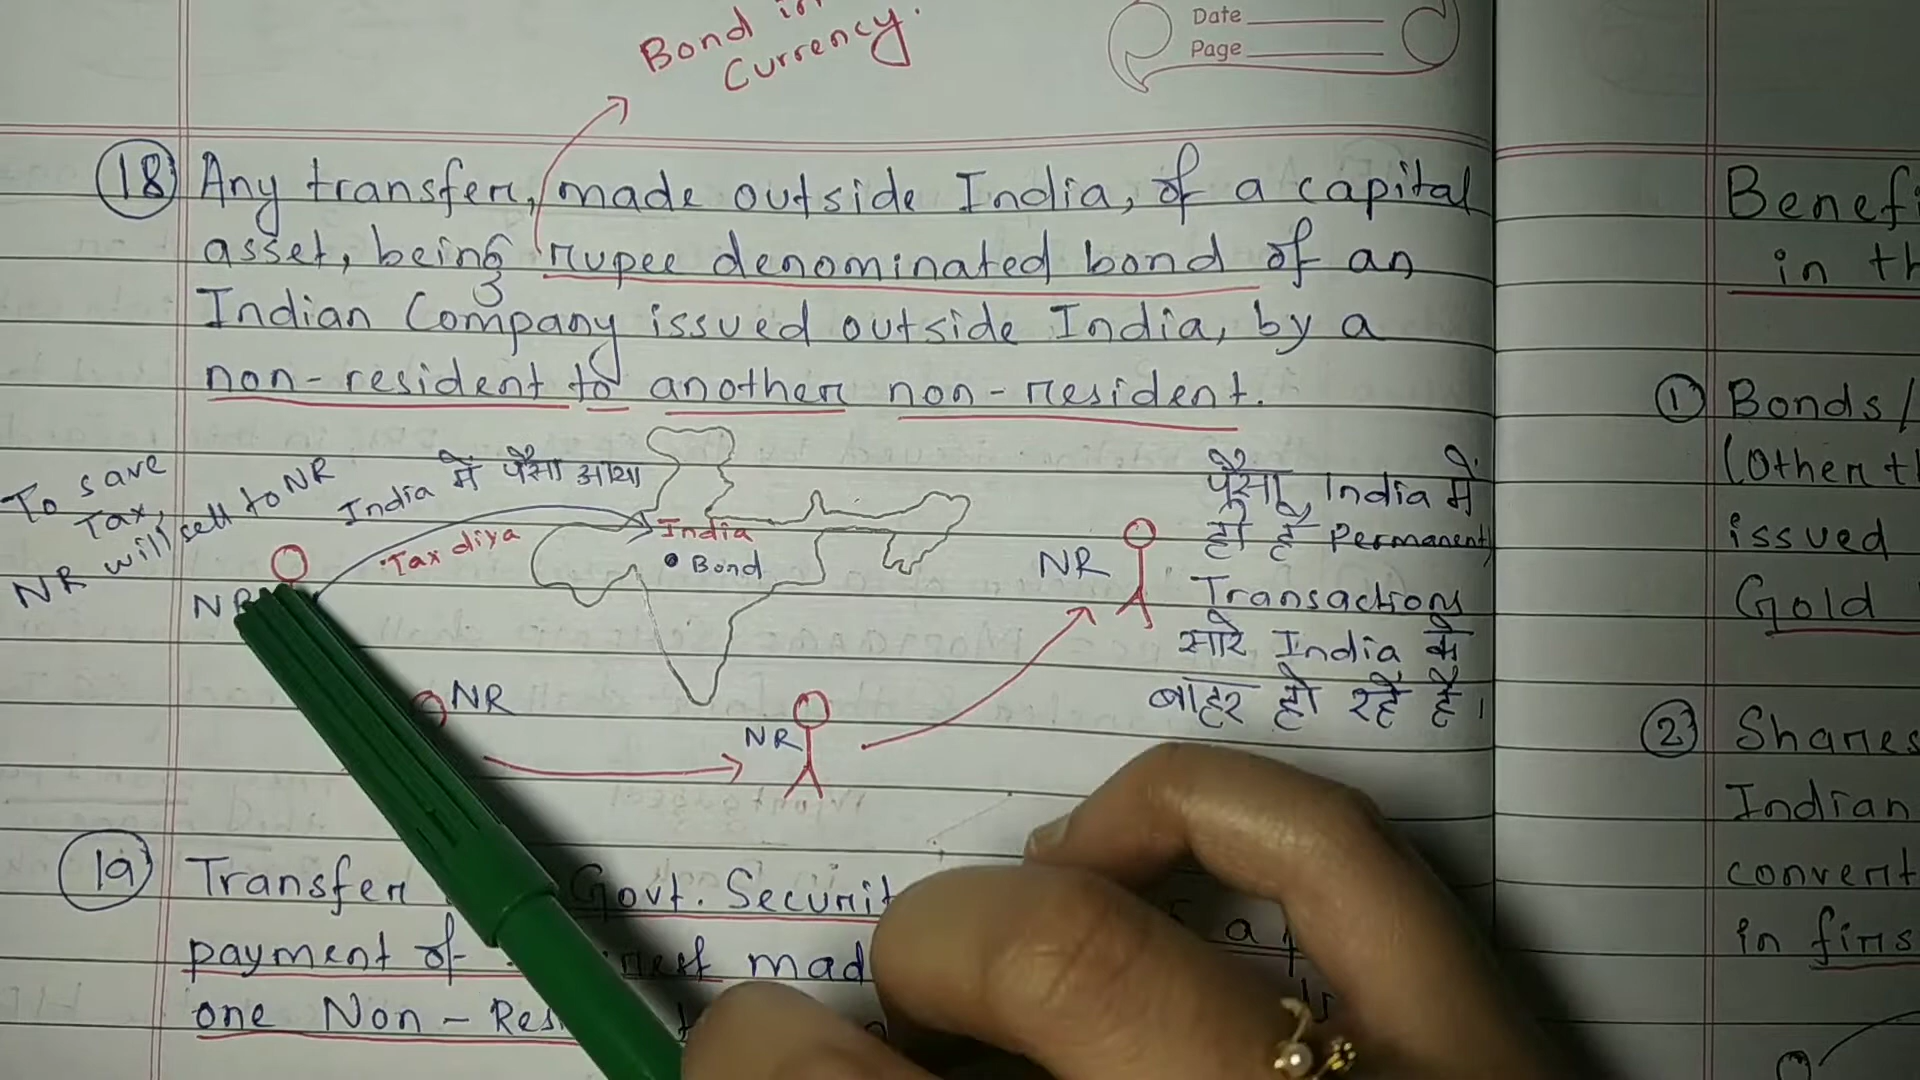 Bond in
Currency.
Date
Page
18 Any transfer, made outside India, of a capital
asset, being rupee denominated bond of an
Indian Company issued outside India, by a
non-resident to another non-resident.
To save
Tax,
NR will sell to NR
India में पैसा आया
Tax diya
India
Bond
NR
NR
NR
NR
पैसा India में
ही है Permanent
Transactions
सारे India के
बाहर हो रहे है।
19 Transfer Govt. Securit
payment of mad
one Non-Res
Benef
in th
1 Bonds/
(Other t
issued
Gold
2 Shares
Indian
convert
in firs